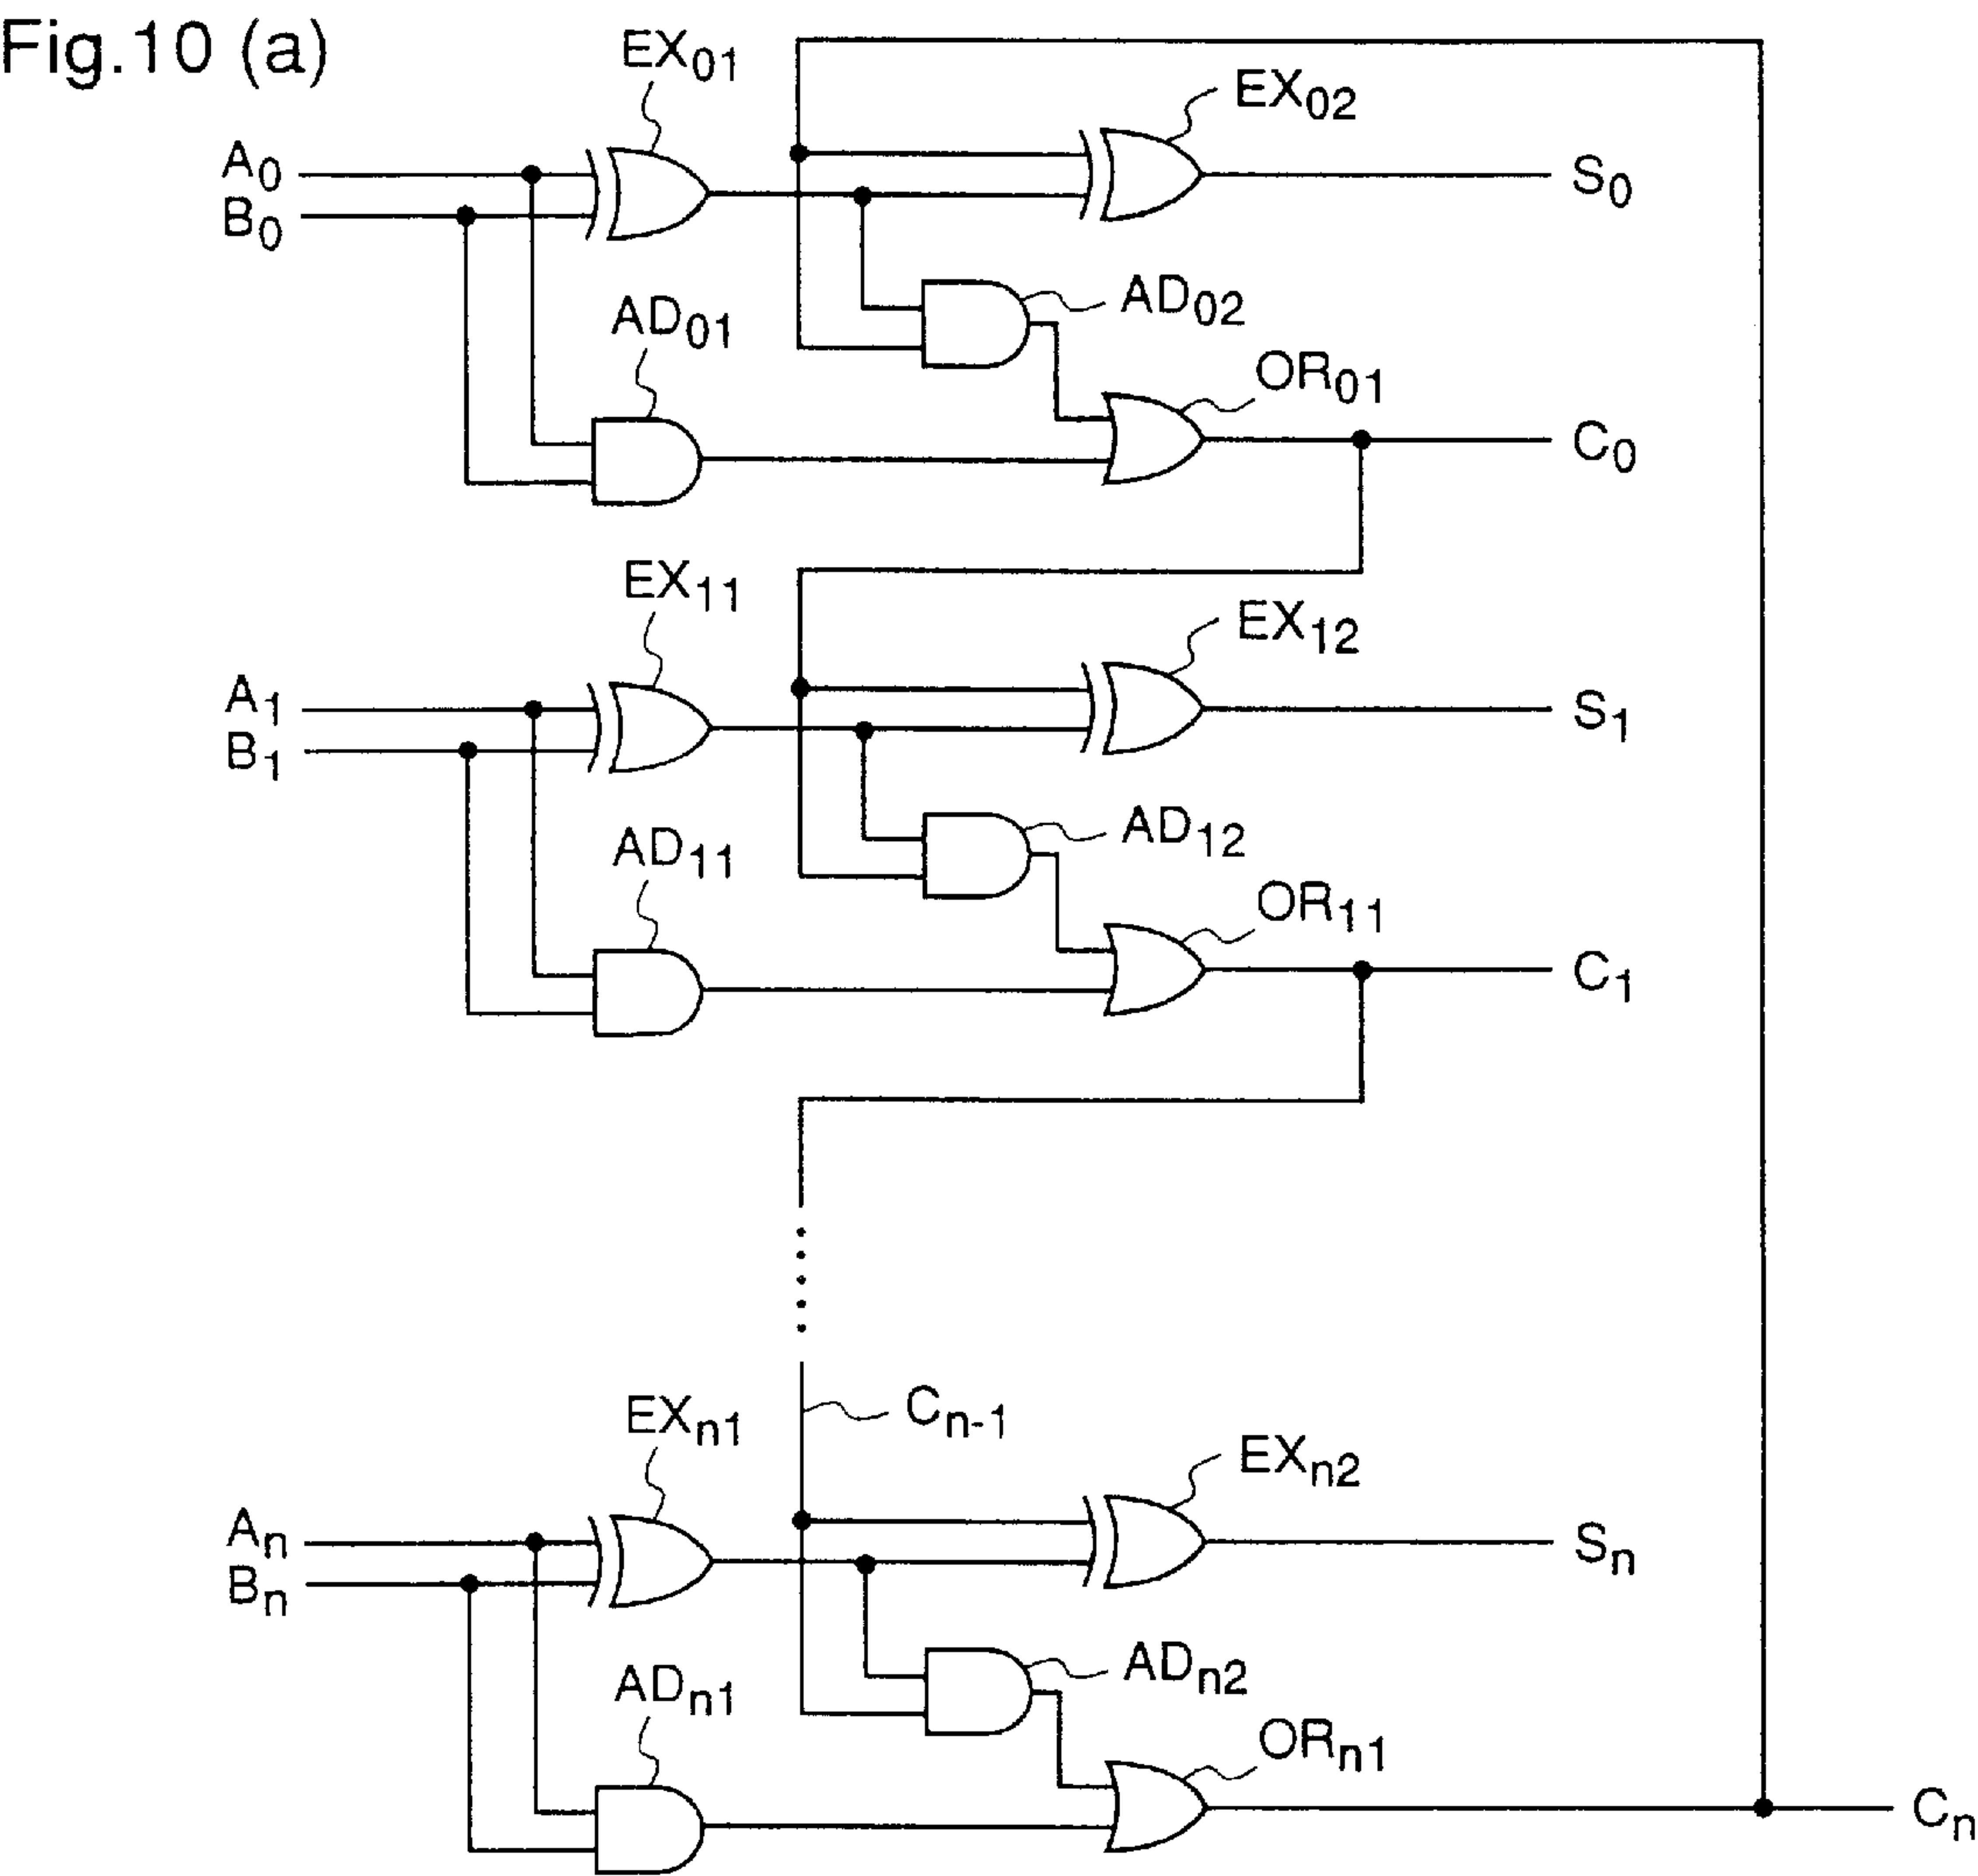 Fig.10 (a)
EX01
EX02
A0
S0
B0
AD02
AD01
OR01
C0
EX11
EX12
A1
S1
B1
AD12
AD11
OR11
C1
Cn-1
EXn1
EXn2
An
Sn
Bn
ADn2
ADn1
ORn1
Cn